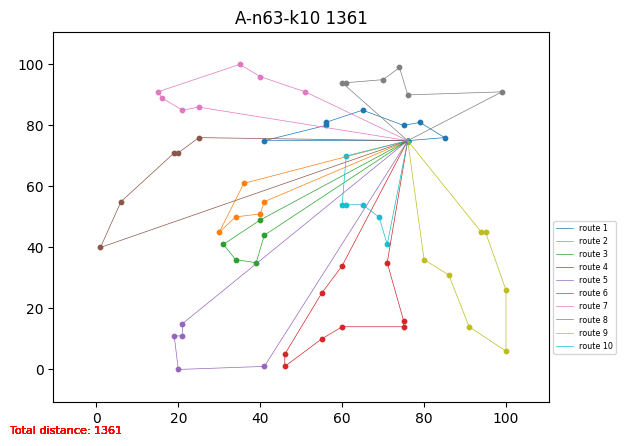 A-n63-k10 1361
100
80
60
40
20
0
0 20 40 60 80 100
route 1
route 2
route 3
route 4
route 5
route 6
route 7
route 8
route 9
route 10
Total distance: 1361